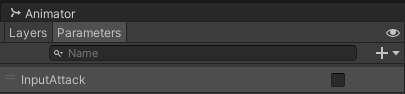 Animator
Layers Parameters
Name
InputAttack